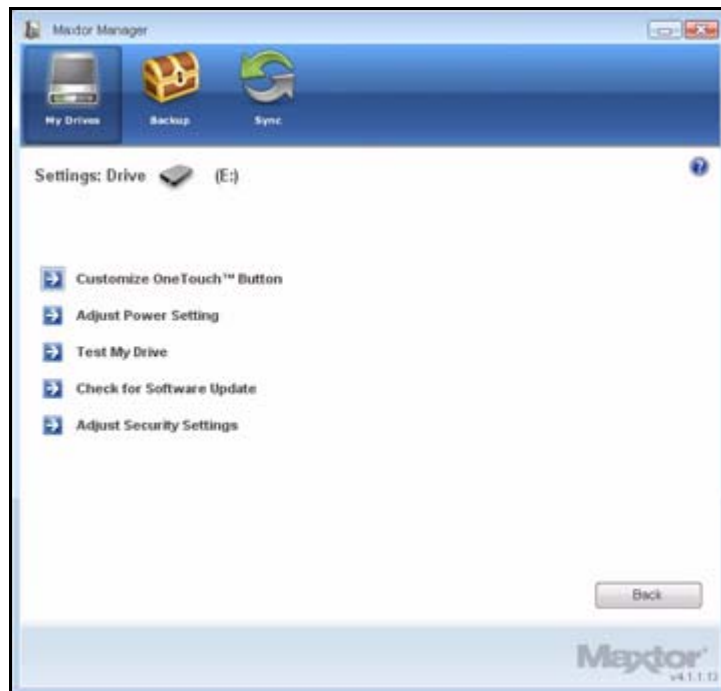 Maxtor Manager
My Drives Backup Sync
Settings: Drive (E:)
Customize OneTouch™ Button
Adjust Power Setting
Test My Drive
Check for Software Update
Adjust Security Settings
Back
Maxtor